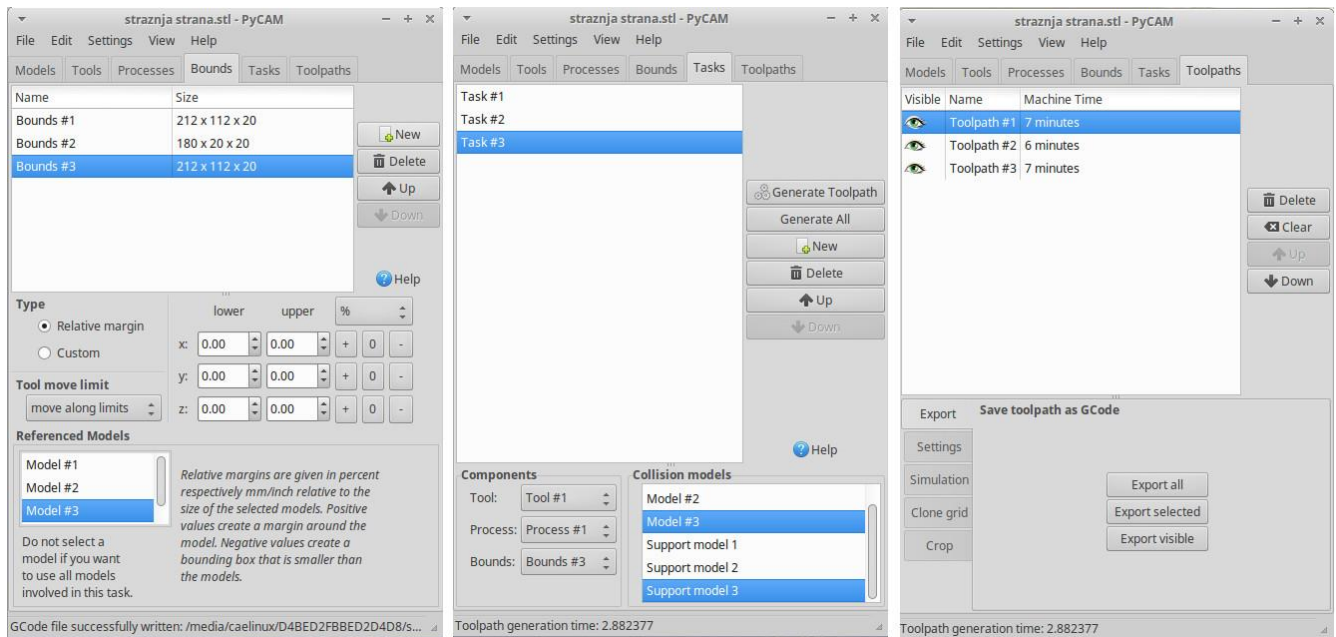 straznja strana.stl - PyCAM
File Edit Settings View Help
Models Tools Processes Bounds Tasks Toolpaths
Name Size
Bounds #1 212 x 112 x 20
Bounds #2 180 x 20 x 20
Bounds #3 212 x 112 x 20
New
Delete
Up
Down
Help
Type
Relative margin
Custom
lower upper %
x: 0.00 0.00 + 0 -
y: 0.00 0.00 + 0 -
z: 0.00 0.00 + 0 -
Tool move limit
move along limits
Referenced Models
Model #1
Model #2
Model #3
Do not select a
model if you want
to use all models
involved in this task.
Relative margins are given in percent
respectively mm/inch relative to the
size of the selected models. Positive
values create a margin around the
model. Negative values create a
bounding box that is smaller than
the models.
GCode file successfully written: /media/caelinux/D4BED2FBBED2D4D8/s...
straznja strana.stl - PyCAM
File Edit Settings View Help
Models Tools Processes Bounds Tasks Toolpaths
Task #1
Task #2
Task #3
Generate Toolpath
Generate All
New
Delete
Up
Down
Help
Components
Tool: Tool #1
Process: Process #1
Bounds: Bounds #3
Collision models
Model #2
Model #3
Support model 1
Support model 2
Support model 3
Toolpath generation time: 2.882377
straznja strana.stl - PyCAM
File Edit Settings View Help
Models Tools Processes Bounds Tasks Toolpaths
Visible Name Machine Time
Toolpath #1 7 minutes
Toolpath #2 6 minutes
Toolpath #3 7 minutes
Delete
Clear
Up
Down
Export
Settings
Simulation
Clone grid
Crop
Save toolpath as GCode
Export all
Export selected
Export visible
Toolpath generation time: 2.882377